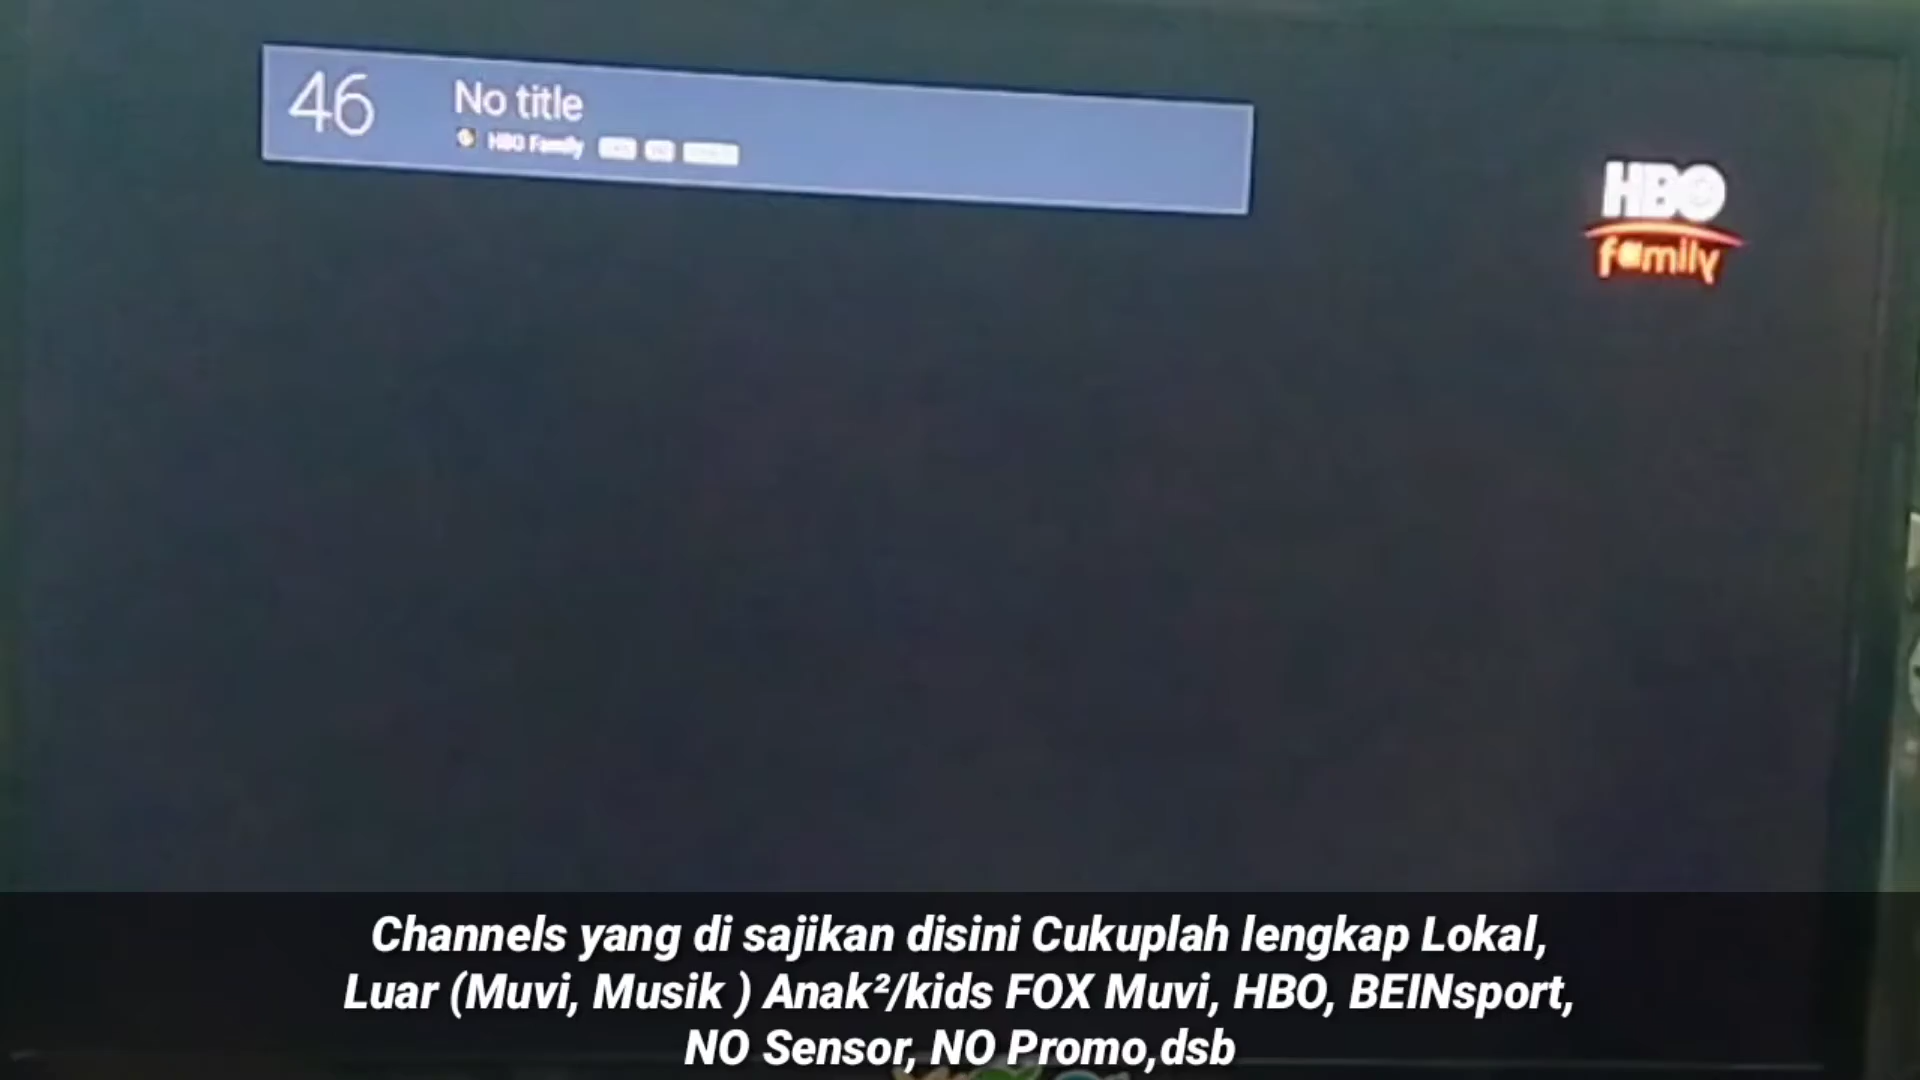 46
No title
HBO Family
HBO
family
Channels yang di sajikan disini Cukuplah lengkap Lokal,
Luar (Muvi, Musik ) Anak²/kids FOX Muvi, HBO, BEINsport,
NO Sensor, NO Promo,dsb